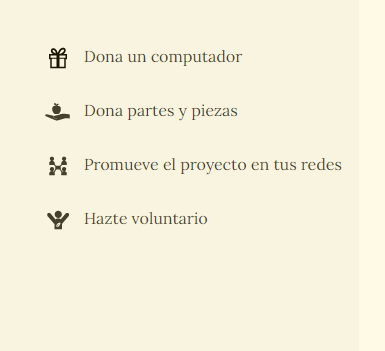 Dona un computador
Dona partes y piezas
Promueve el proyecto en tus redes
Hazte voluntario